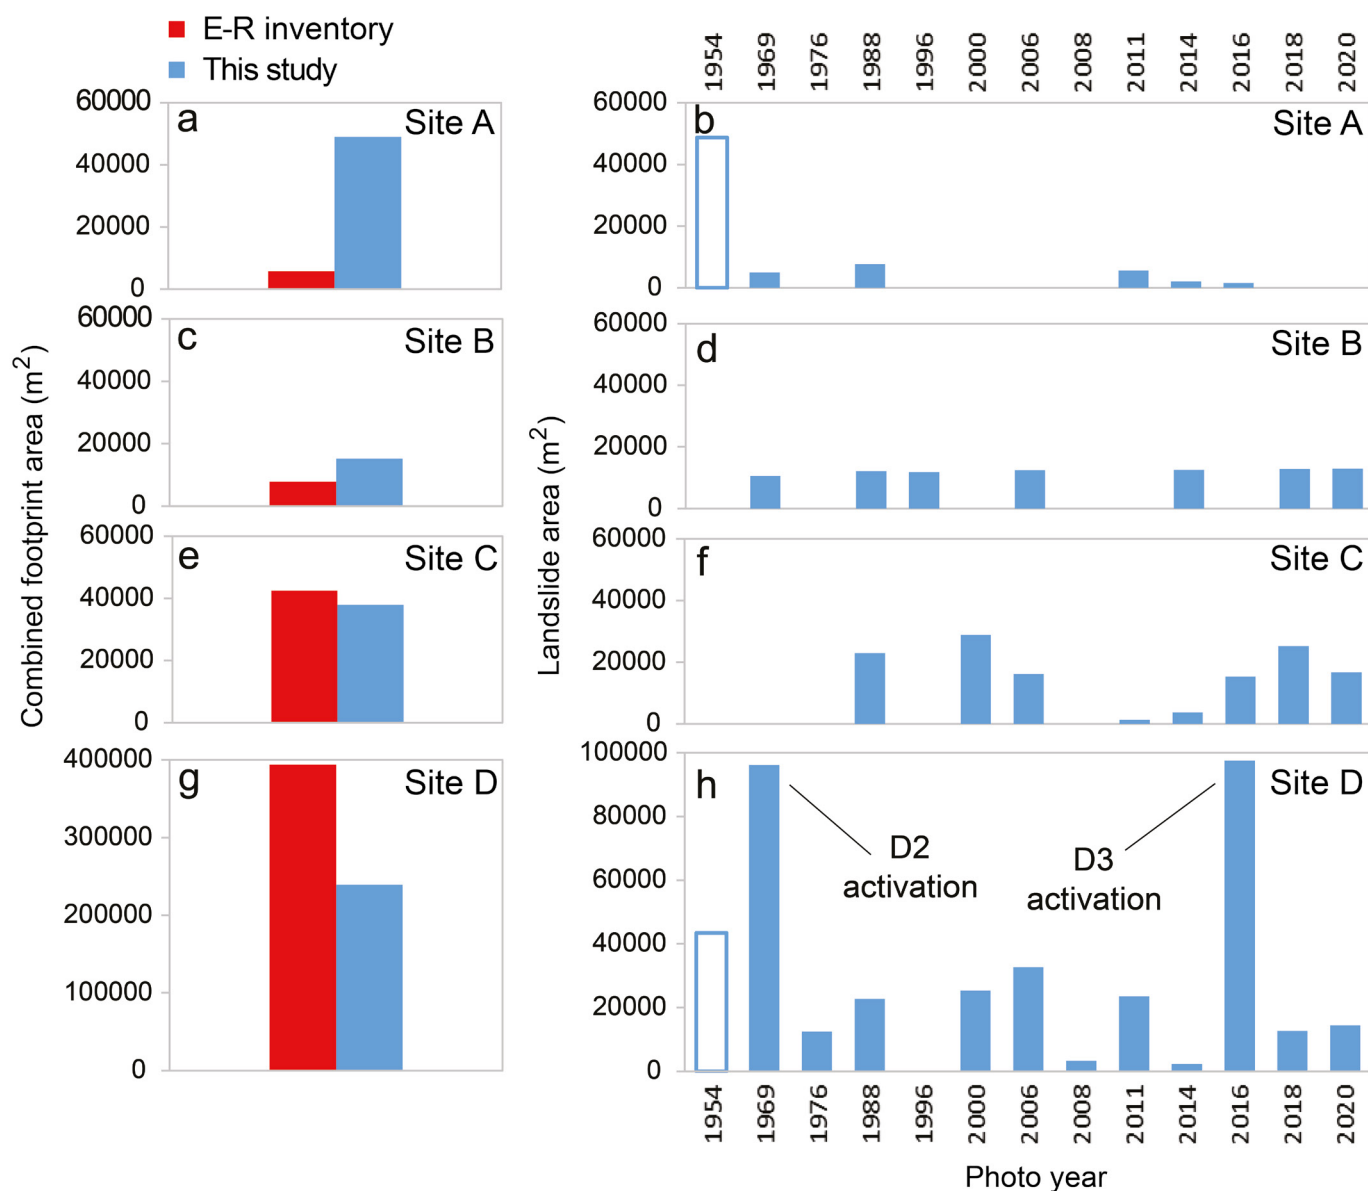 E-R inventory
This study
1954 1969 1976 1988 1996 2000 2006 2008 2011 2014 2016 2018 2020
Combined footprint area (m²)
60000
40000
20000
0
a Site A
60000
40000
20000
0
c Site B
60000
40000
20000
0
e Site C
400000
300000
200000
100000
0
g Site D
Landslide area (m²)
60000
40000
20000
0
b Site A
60000
40000
20000
0
d Site B
60000
40000
20000
0
f Site C
100000
80000
60000
40000
20000
0
h Site D
D2
activation
D3
activation
1954 1969 1976 1988 1996 2000 2006 2008 2011 2014 2016 2018 2020
Photo year